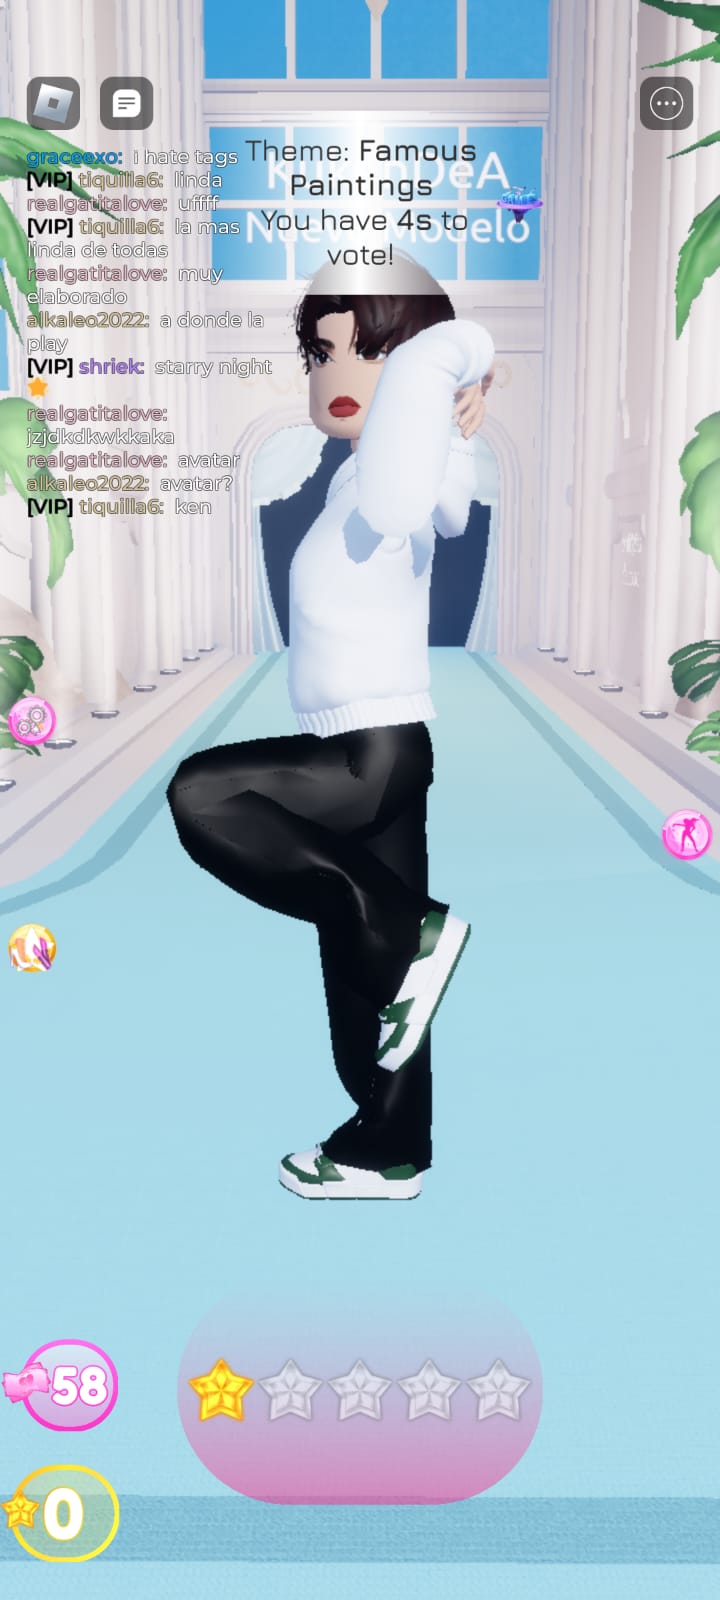 graceexo: i hate tags
[VIP] tiquilla6: linda
realgatitalove: uffff
[VIP] tiquilla6: la mas
linda de todas
realgatitalove: muy
elaborado
alkaleo2022: a donde la
play
[VIP] shriek: starry night
realgatitalove:
jzjdkdkwkkaka
realgatitalove: avatar
alkaleo2022: avatar?
[VIP] tiquilla6: ken
Theme: Famous
Paintings
You have 4s to
vote!
Modelo
58
0